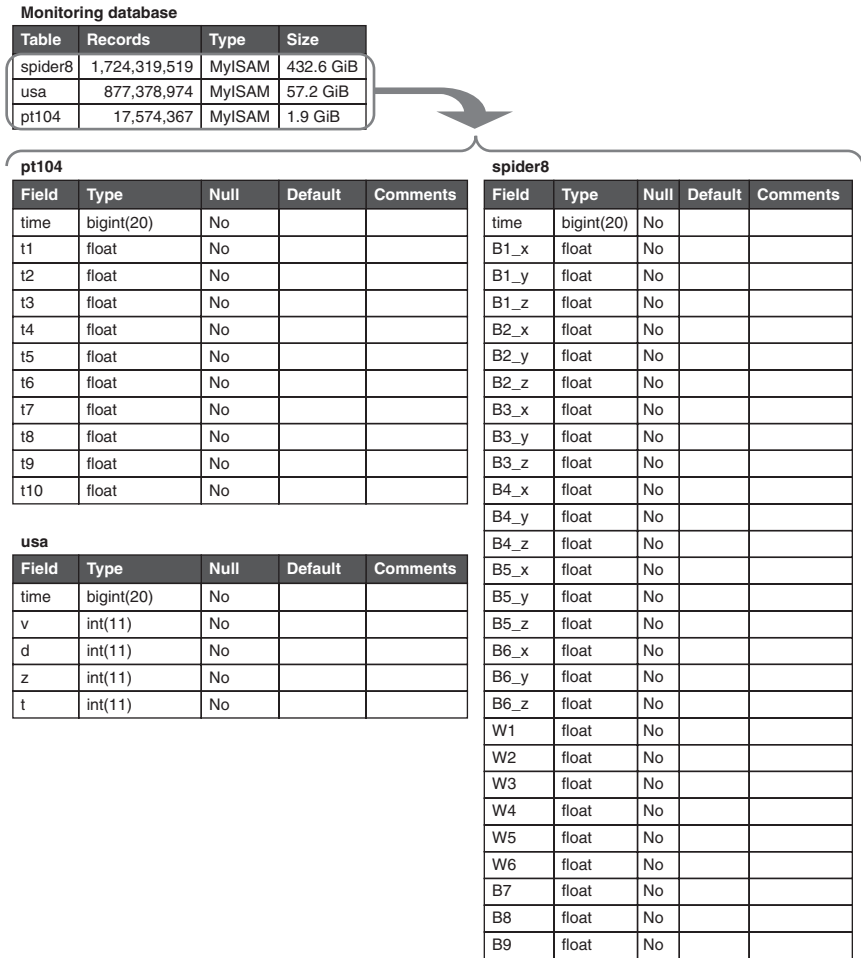 Monitoring database
Table Records Type Size
spider8 1,724,319,519 MyISAM 432.6 GiB
usa 877,378,974 MyISAM 57.2 GiB
pt104 17,574,367 MyISAM 1.9 GiB
pt104
Field Type Null Default Comments
time bigint(20) No
t1 float No
t2 float No
t3 float No
t4 float No
t5 float No
t6 float No
t7 float No
t8 float No
t9 float No
t10 float No
usa
Field Type Null Default Comments
time bigint(20) No
v int(11) No
d int(11) No
z int(11) No
t int(11) No
spider8
Field Type Null Default Comments
time bigint(20) No
B1_x float No
B1_y float No
B1_z float No
B2_x float No
B2_y float No
B2_z float No
B3_x float No
B3_y float No
B3_z float No
B4_x float No
B4_y float No
B4_z float No
B5_x float No
B5_y float No
B5_z float No
B6_x float No
B6_y float No
B6_z float No
W1 float No
W2 float No
W3 float No
W4 float No
W5 float No
W6 float No
B7 float No
B8 float No
B9 float No